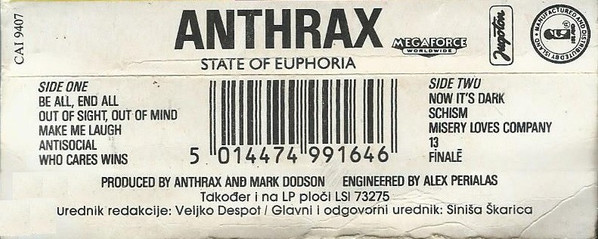 CAI 9407
ANTHRAX
STATE OF EUPHORIA
MEGAFORCE
WORLDWIDE
Jugoton
SIDE ONE
BE ALL, END ALL
OUT OF SIGHT, OUT OF MIND
MAKE ME LAUGH
ANTISOCIAL
WHO CARES WINS
5 014474 991646
SIDE TWO
NOW IT'S DARK
SCHISM
MISERY LOVES COMPANY
13
FINALĒ
PRODUCED BY ANTHRAX AND MARK DODSON ENGINEERED BY ALEX PERIALAS
Također i na LP ploči LSI 73275
Urednik redakcije: Veljko Despot / Glavni i odgovorni urednik: Siniša Škarica